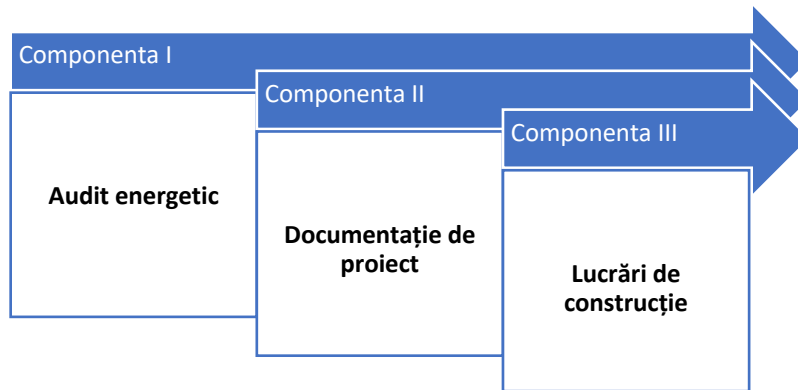 Componenta I
Audit energetic
Componenta II
Documentație de
proiect
Componenta III
Lucrări de
construcție